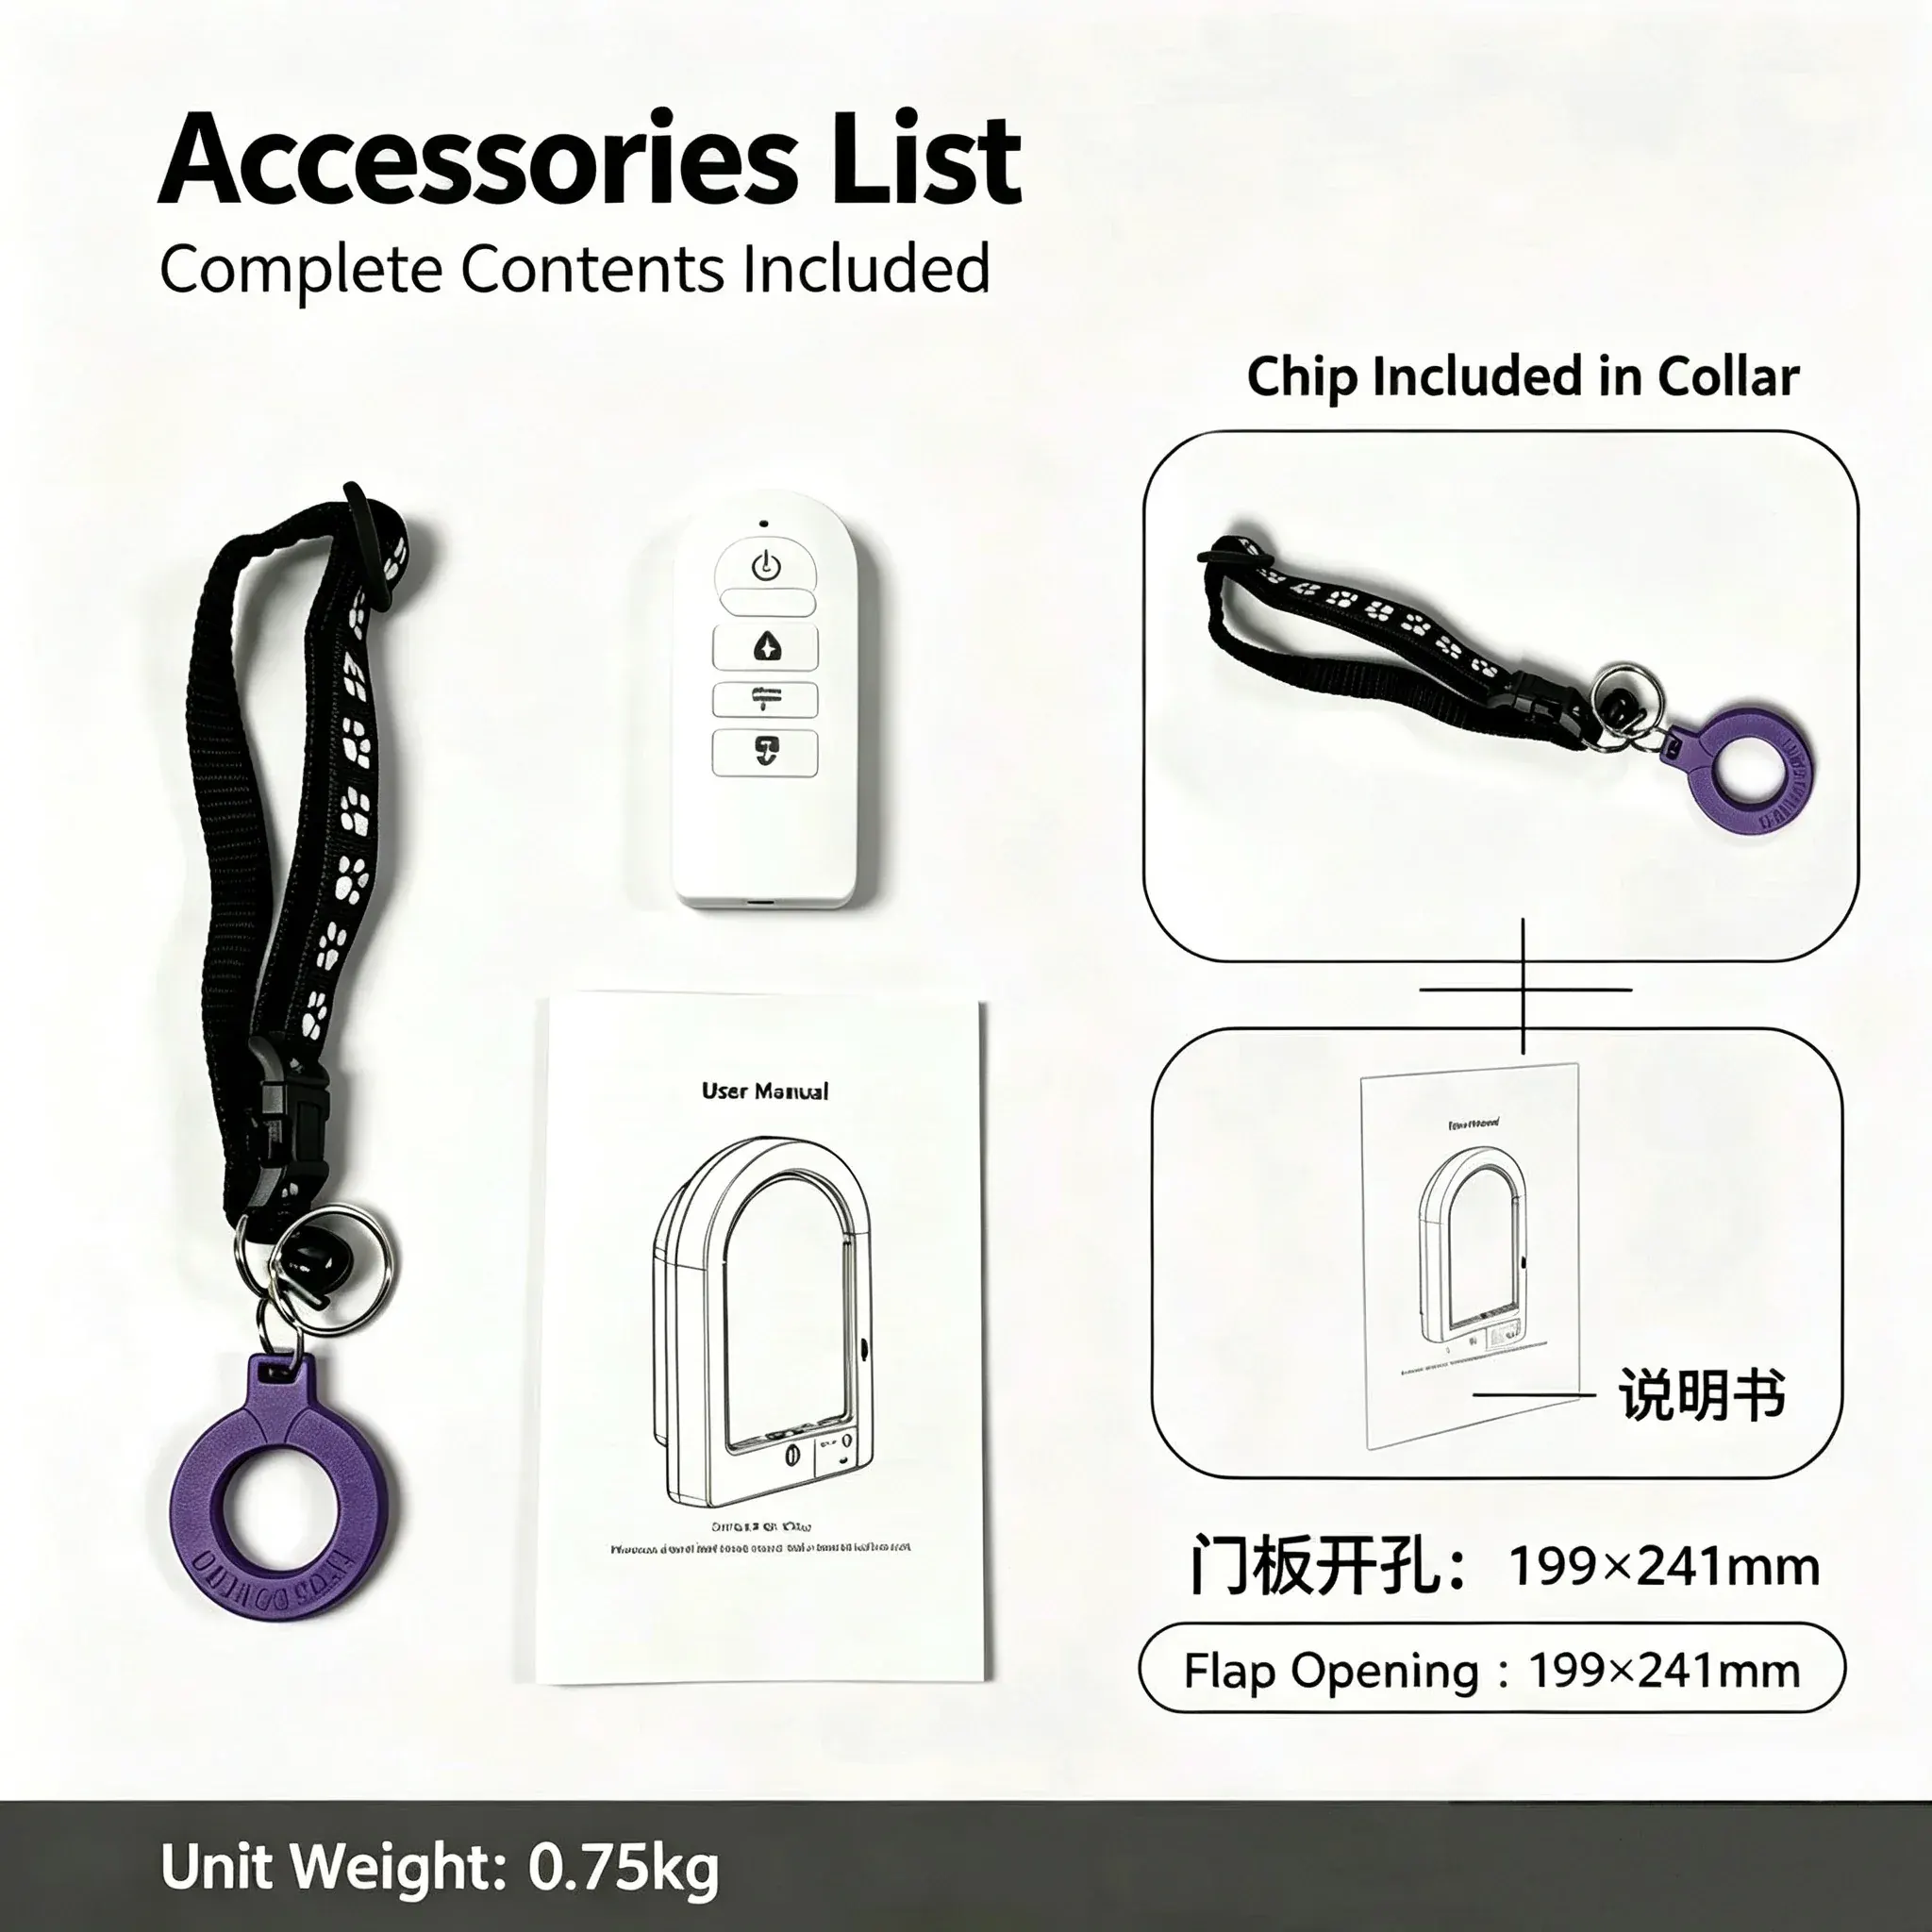 Accessories List
Complete Contents Included
Chip Included in Collar
User Manual
说明书
门板开孔： 199×241mm
Flap Opening : 199×241mm
Unit Weight: 0.75kg